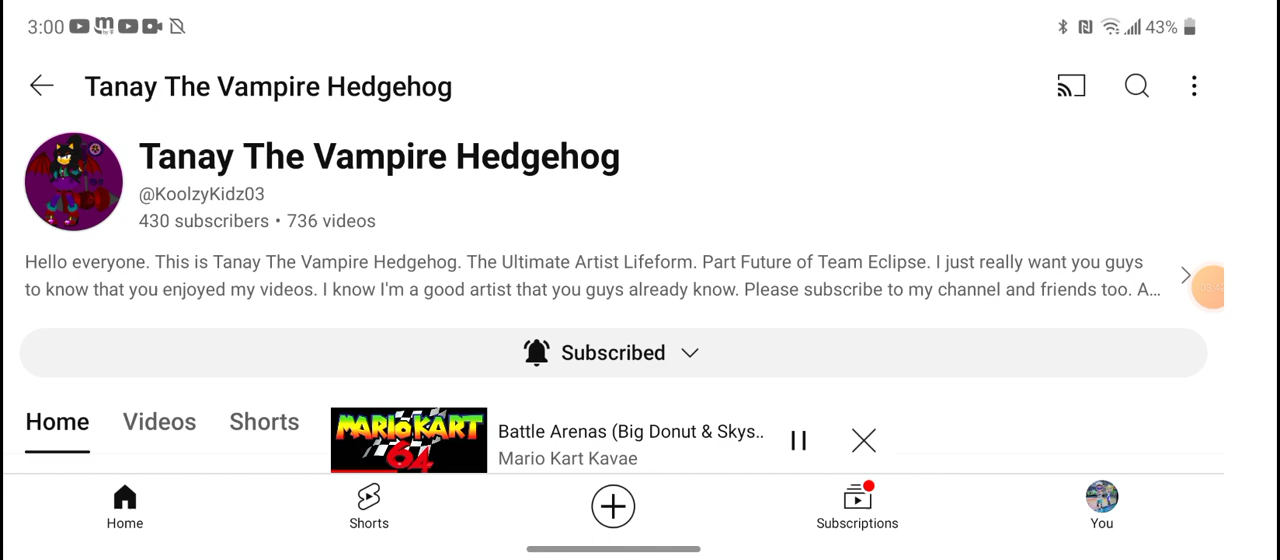 3:00
43%
Tanay The Vampire Hedgehog
Tanay The Vampire Hedgehog
@KoolzyKidz03
430 subscribers • 736 videos
Hello everyone. This is Tanay The Vampire Hedgehog. The Ultimate Artist Lifeform. Part Future of Team Eclipse. I just really want you guys
to know that you enjoyed my videos. I know I'm a good artist that you guys already know. Please subscribe to my channel and friends too. A...
Subscribed
Home Videos Shorts
MARIO KART
64
Battle Arenas (Big Donut & Skys..
Mario Kart Kavae
Home
Shorts
Subscriptions
You